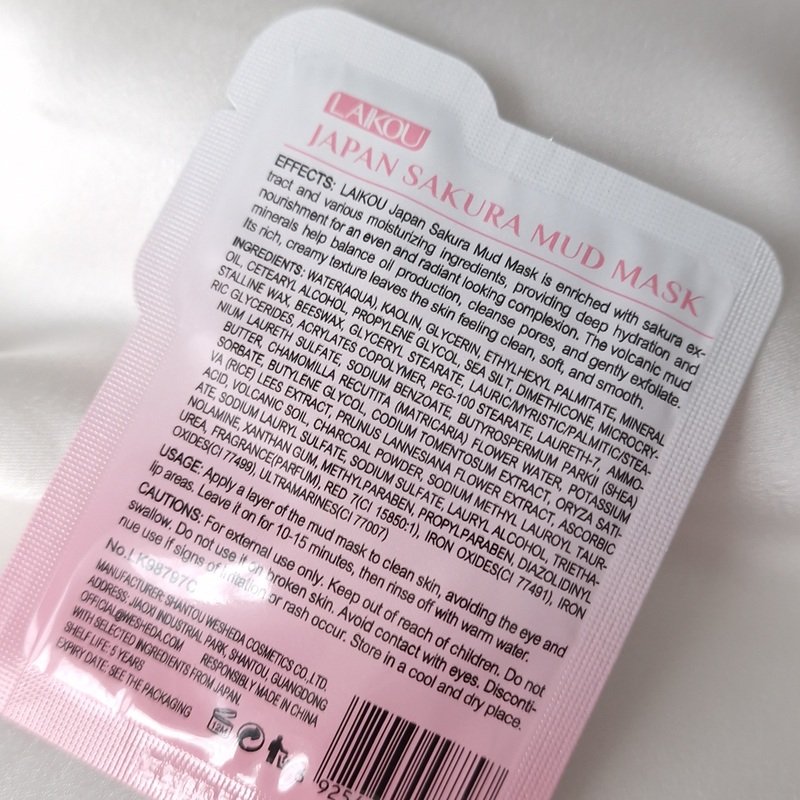 LAIKOU
JAPAN SAKURA MUD MASK
EFFECTS: LAIKOU Japan Sakura Mud Mask is enriched with sakura ex-
tract and various moisturizing ingredients, providing deep hydration and
nourishment for an even and radiant looking complexion. The volcanic mud
minerals help balance oil production, cleanse pores, and gently exfoliate.
Its rich, creamy texture leaves the skin feeling clean, soft, and smooth.
INGREDIENTS: WATER(AQUA), KAOLIN, GLYCERIN, ETHYLHEXYL PALMITATE, MINERAL
OIL, CETEARYL ALCOHOL, PROPYLENE GLYCOL, SEA SILT, DIMETHICONE, MICROCRY-
STALLINE WAX, BEESWAX, GLYCERYL STEARATE, LAURIC/MYRISTIC/PALMITIC/STEA-
RIC GLYCERIDES, ACRYLATES COPOLYMER, PEG-100 STEARATE, LAURETH-7, AMMO-
NIUM LAURETH SULFATE, SODIUM BENZOATE, BUTYROSPERMUM PARKII (SHEA)
BUTTER, CHAMOMILLA RECUTITA (MATRICARIA) FLOWER WATER, POTASSIUM
SORBATE, BUTYLENE GLYCOL, CODIUM TOMENTOSUM EXTRACT, ORYZA SATI-
VA (RICE) LEES EXTRACT, PRUNUS LANNESIANA FLOWER EXTRACT, ASCORBIC
ACID, VOLCANIC SOIL, CHARCOAL POWDER, SODIUM METHYL LAUROYL TAUR-
ATE, SODIUM LAURYL SULFATE, SODIUM SULFATE, LAURYL ALCOHOL, TRIETHA-
NOLAMINE, XANTHAN GUM, METHYLPARABEN, PROPYLPARABEN, DIAZOLIDINYL
UREA, FRAGRANCE(PARFUM), RED 7(CI 15850:1), IRON OXIDES(CI 77491), IRON
OXIDES(CI 77499), ULTRAMARINES(CI 77007)
USAGE: Apply a layer of the mud mask to clean skin, avoiding the eye and
lip areas. Leave it on for 10-15 minutes, then rinse off with warm water.
CAUTIONS: For external use only. Keep out of reach of children. Do not
swallow. Do not use it on broken skin. Avoid contact with eyes. Disconti-
nue use if signs of irritation or rash occur. Store in a cool and dry place.
No.LK98797C
MANUFACTURER: SHANTOU WESHEDA COSMETICS CO.,LTD.
ADDRESS: JIAOXI INDUSTRIAL PARK, SHANTOU, GUANGDONG
OFFICIAL@WESHEDA.COM RESPONSIBLY MADE IN CHINA
WITH SELECTED INGREDIENTS FROM JAPAN.
SHELF LIFE: 5 YEARS
EXPIRY DATE: SEE THE PACKAGING
12M